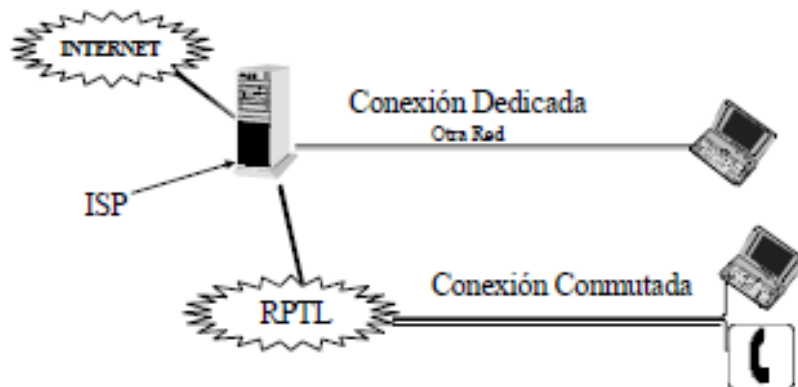 INTERNET
Conexión Dedicada
Otra Red
ISP
Conexión Conmutada
RPTL